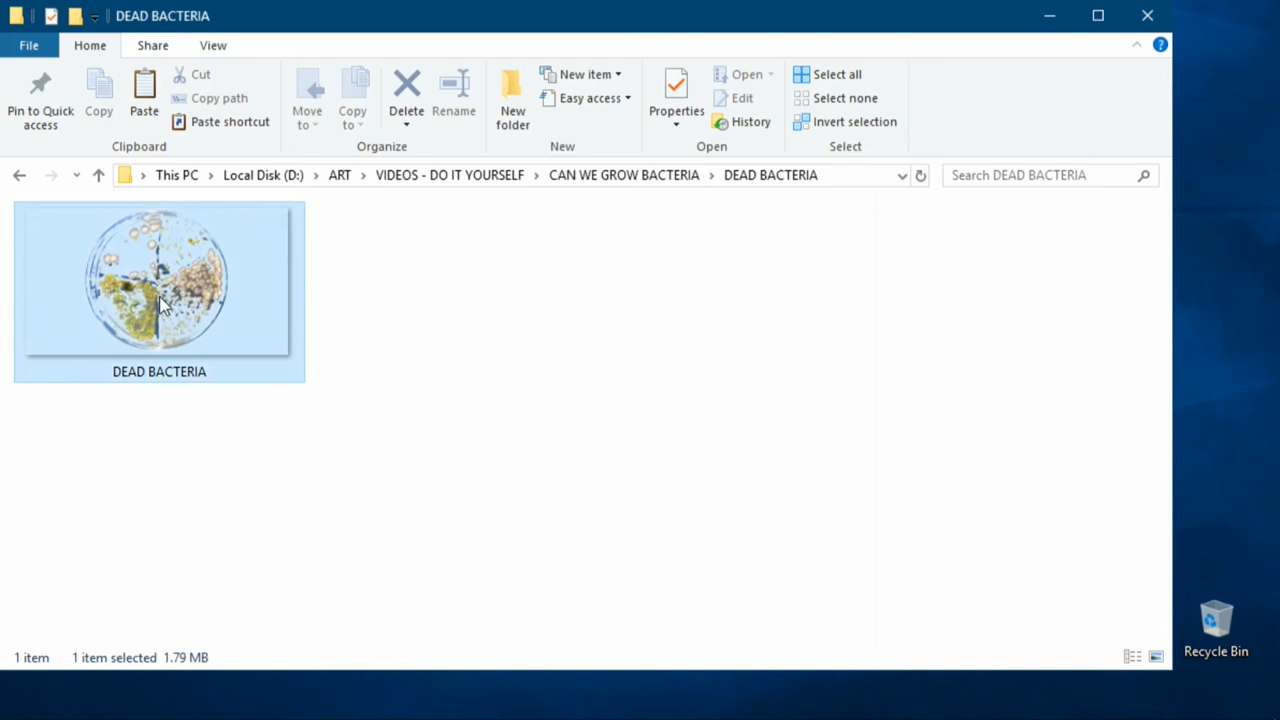 DEAD BACTERIA
File Home Share View
Pin to Quick access
Copy
Paste
Cut
Copy path
Paste shortcut
Clipboard
Move to
Copy to
Delete
Rename
Organize
New folder
New item
Easy access
New
Properties
Open
Edit
History
Open
Select all
Select none
Invert selection
Select
This PC Local Disk (D:) ART VIDEOS - DO IT YOURSELF CAN WE GROW BACTERIA DEAD BACTERIA
Search DEAD BACTERIA
DEAD BACTERIA
1 item 1 item selected 1.79 MB
Recycle Bin